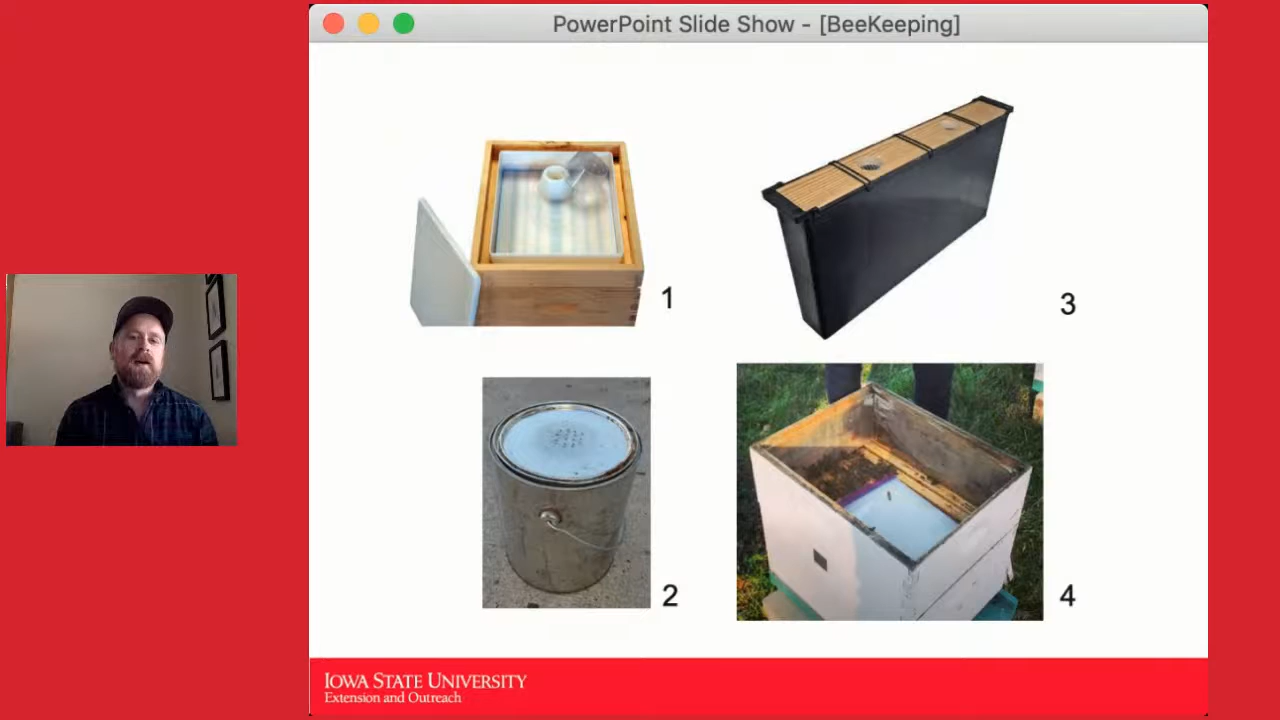 PowerPoint Slide Show - [BeeKeeping]
1
3
2
4
IOWA STATE UNIVERSITY
Extension and Outreach